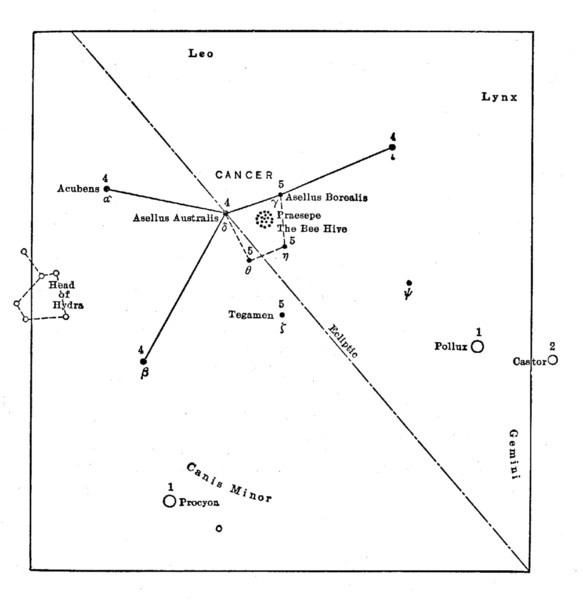 Leo
Lynx
4
ι
CANCER
4
Acubens
α
5
γ Asellus Borealis
4
Asellus Australis
δ
Praesepe
The Bee Hive
5
η
5
θ
Head
of
Hydra
ψ
5
Tegamen
ζ
Ecliptic
1
Pollux
2
Castor
4
β
Gemini
Canis Minor
1
Procyon